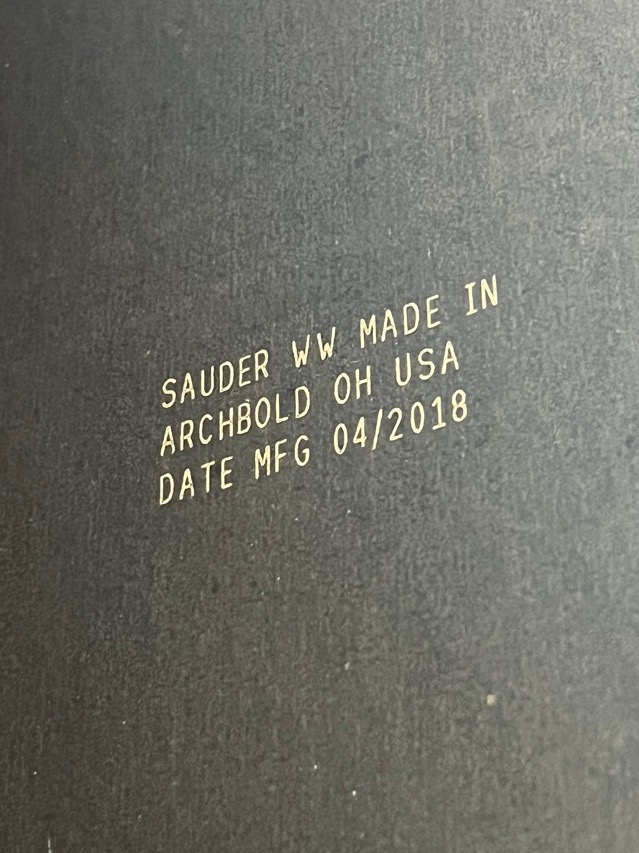 SAUDER WW MADE IN
ARCHBOLD OH USA
DATE MFG 04/2018